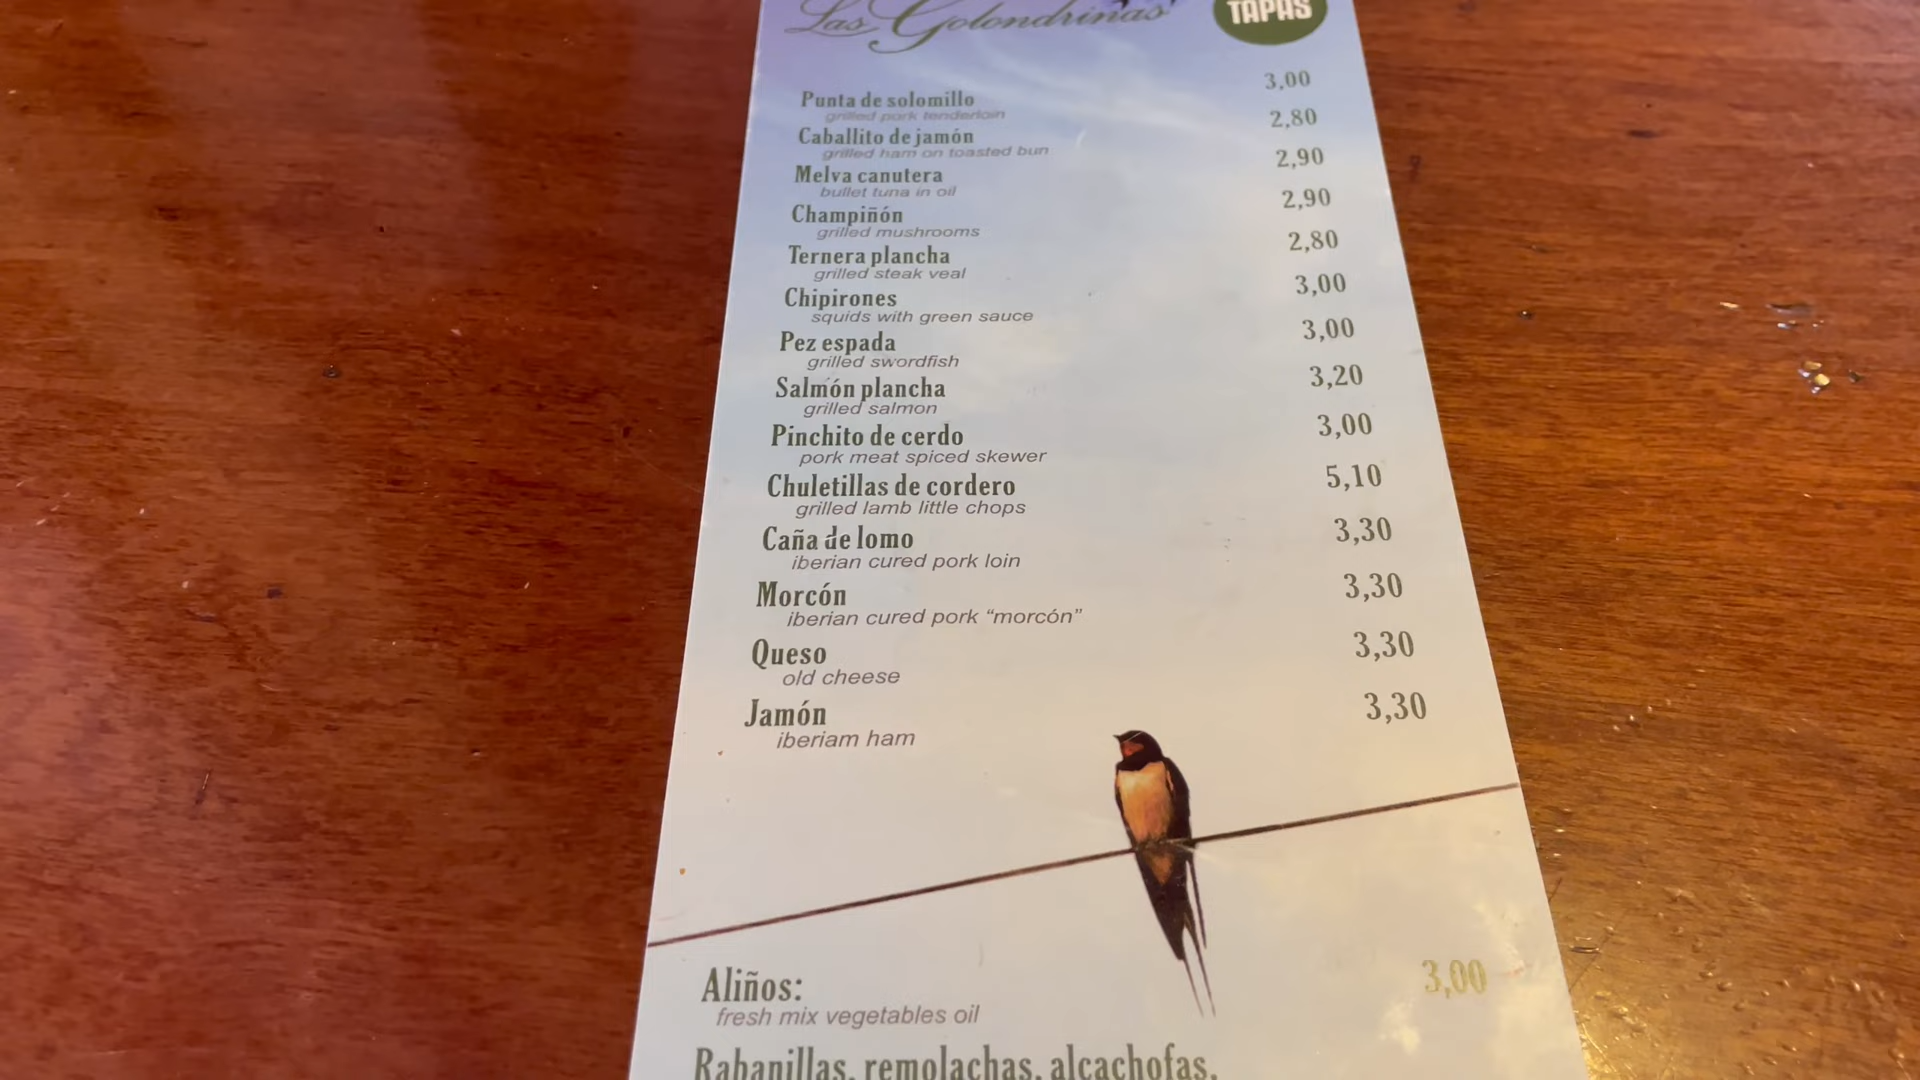 Las Golondrinas
TAPAS
Punta de solomillo 3,00
grilled pork tenderloin
Caballito de jamón 2,80
grilled ham on toasted bun
Melva canutera 2,90
bullet tuna in oil
Champiñón 2,90
grilled mushrooms
Ternera plancha 2,80
grilled steak veal
Chipirones 3,00
squids with green sauce
Pez espada 3,00
grilled swordfish
Salmón plancha 3,20
grilled salmon
Pinchito de cerdo 3,00
pork meat spiced skewer
Chuletillas de cordero 5,10
grilled lamb little chops
Caña de lomo 3,30
iberian cured pork loin
Morcón 3,30
iberian cured pork “morcón”
Queso 3,30
old cheese
Jamón 3,30
iberiam ham
Aliños: 3,00
fresh mix vegetables oil
Rabanillas, remolachas, alcachofas,